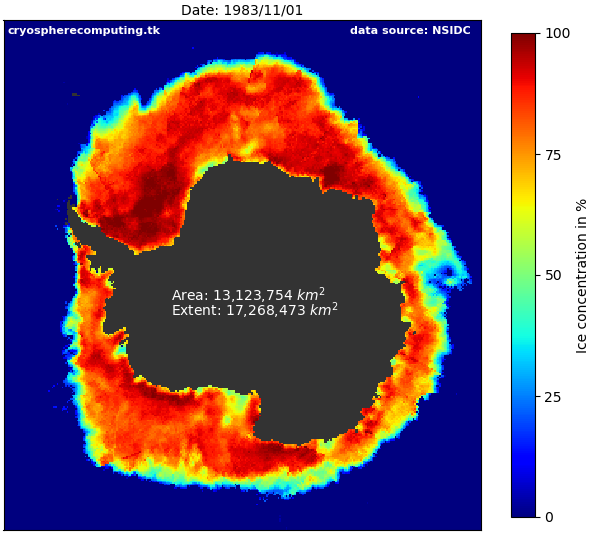 Date: 1983/11/01
cryospherecomputing.tk
data source: NSIDC
Area: 13,123,754 km²
Extent: 17,268,473 km²
100
75
50
25
0
Ice concentration in %